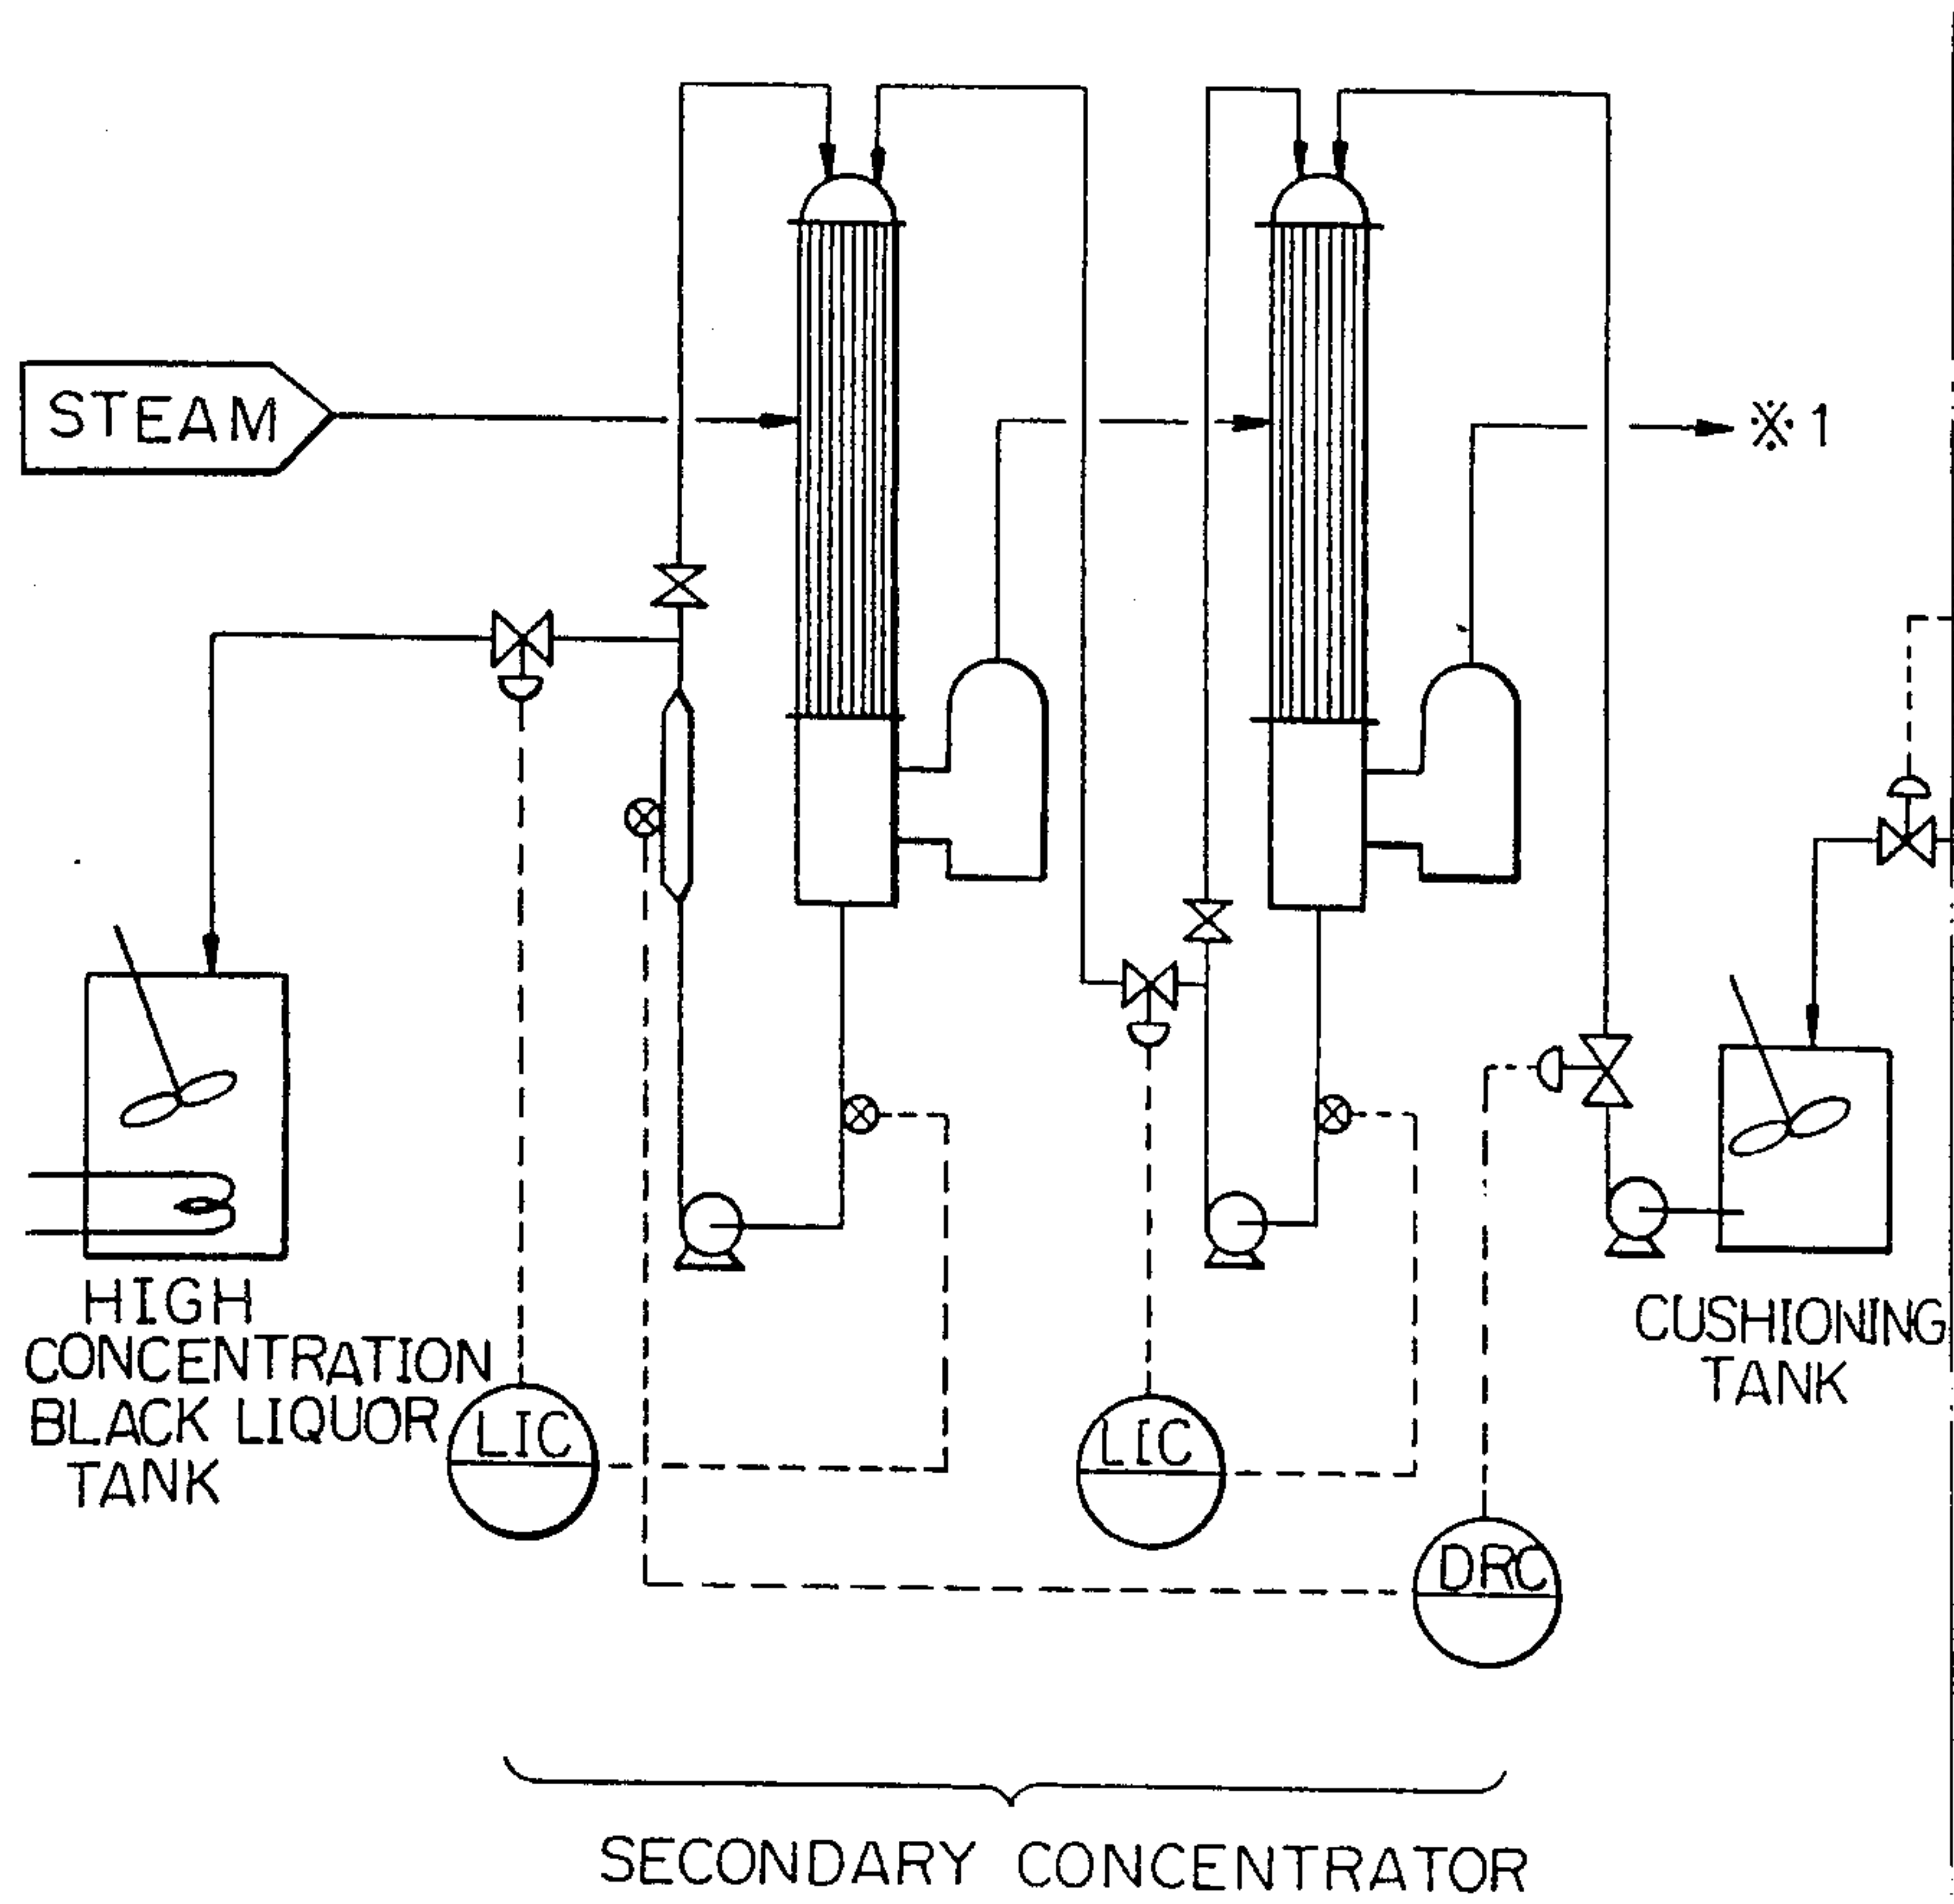 STEAM
※1
HIGH
CONCENTRATION
BLACK LIQUOR
TANK
LIC
LIC
DRC
CUSHIONING
TANK
SECONDARY CONCENTRATOR